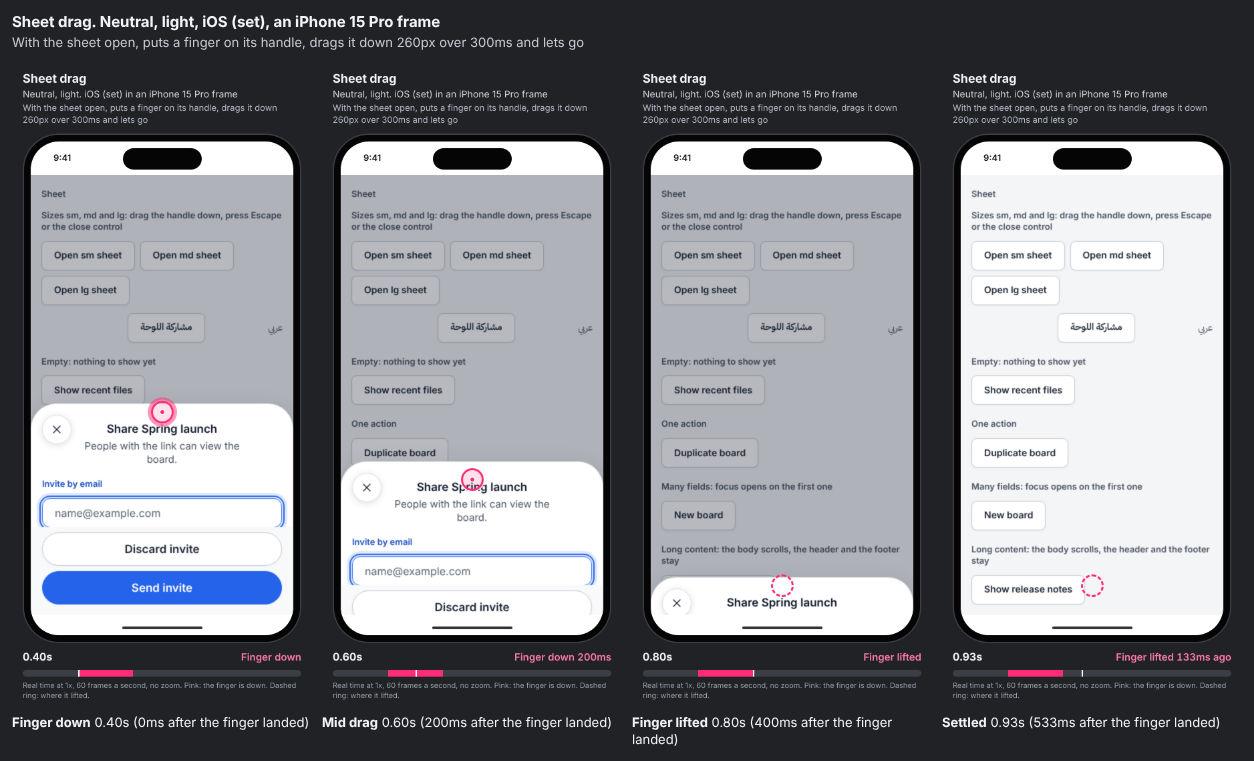 Sheet drag. Neutral, light, iOS (set), an iPhone 15 Pro frame
With the sheet open, puts a finger on its handle, drags it down 260px over 300ms and lets go
Sheet drag
Neutral, light. iOS (set) in an iPhone 15 Pro frame
With the sheet open, puts a finger on its handle, drags it down
260px over 300ms and lets go
9:41
Sheet
Sizes sm, md and lg: drag the handle down, press Escape
or the close control
Open sm sheet
Open md sheet
Open lg sheet
مشاركة اللوحة
عربي
Empty: nothing to show yet
Show recent files
Share Spring launch
People with the link can view the
board.
Invite by email
name@example.com
Discard invite
Send invite
0.40s
Finger down
Real time at 1x, 60 frames a second, no zoom. Pink: the finger is down. Dashed
ring: where it lifted.
Finger down 0.40s (0ms after the finger landed)
Sheet drag
Neutral, light. iOS (set) in an iPhone 15 Pro frame
With the sheet open, puts a finger on its handle, drags it down
260px over 300ms and lets go
9:41
Sheet
Sizes sm, md and lg: drag the handle down, press Escape
or the close control
Open sm sheet
Open md sheet
Open lg sheet
مشاركة اللوحة
عربي
Empty: nothing to show yet
Show recent files
One action
Duplicate board
Share Spring launch
People with the link can view the
board.
Invite by email
name@example.com
Discard invite
0.60s
Finger down 200ms
Real time at 1x, 60 frames a second, no zoom. Pink: the finger is down. Dashed
ring: where it lifted.
Mid drag 0.60s (200ms after the finger landed)
Sheet drag
Neutral, light. iOS (set) in an iPhone 15 Pro frame
With the sheet open, puts a finger on its handle, drags it down
260px over 300ms and lets go
9:41
Sheet
Sizes sm, md and lg: drag the handle down, press Escape
or the close control
Open sm sheet
Open md sheet
Open lg sheet
مشاركة اللوحة
عربي
Empty: nothing to show yet
Show recent files
One action
Duplicate board
Many fields: focus opens on the first one
New board
Long content: the body scrolls, the header and the footer
stay
Share Spring launch
0.80s
Finger lifted
Real time at 1x, 60 frames a second, no zoom. Pink: the finger is down. Dashed
ring: where it lifted.
Finger lifted 0.80s (400ms after the finger
landed)
Sheet drag
Neutral, light. iOS (set) in an iPhone 15 Pro frame
With the sheet open, puts a finger on its handle, drags it down
260px over 300ms and lets go
9:41
Sheet
Sizes sm, md and lg: drag the handle down, press Escape
or the close control
Open sm sheet
Open md sheet
Open lg sheet
مشاركة اللوحة
عربي
Empty: nothing to show yet
Show recent files
One action
Duplicate board
Many fields: focus opens on the first one
New board
Long content: the body scrolls, the header and the footer
stay
Show release notes
0.93s
Finger lifted 133ms ago
Real time at 1x, 60 frames a second, no zoom. Pink: the finger is down. Dashed
ring: where it lifted.
Settled 0.93s (533ms after the finger landed)